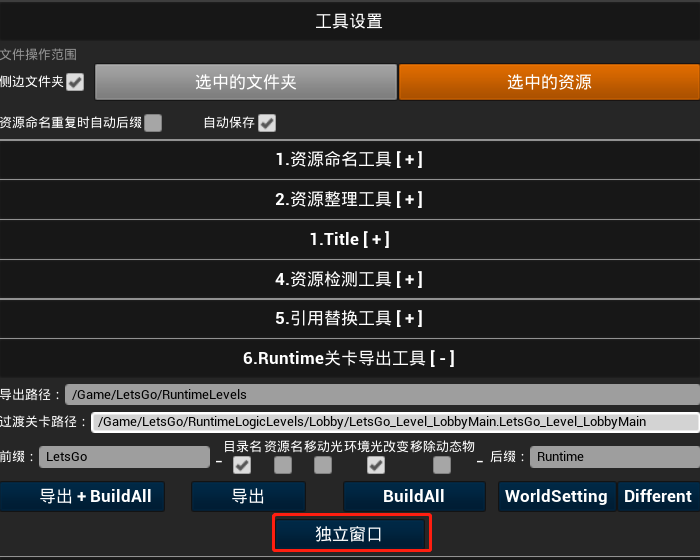 工具设置
文件操作范围
侧边文件夹 选中的文件夹 选中的资源
资源命名重复时自动后缀 自动保存
1.资源命名工具 [ + ]
2.资源整理工具 [ + ]
1.Title [ + ]
4.资源检测工具 [ + ]
5.引用替换工具 [ + ]
6.Runtime关卡导出工具 [ - ]
导出路径： /Game/LetsGo/RuntimeLevels
过渡关卡路径： /Game/LetsGo/RuntimeLogicLevels/Lobby/LetsGo_Level_LobbyMain.LetsGo_Level_LobbyMain
目录名 资源名 移动光 环境光改变 移除动态物
前缀： LetsGo _ _ 后缀： Runtime
导出 + BuildAll 导出 BuildAll WorldSetting Different
独立窗口